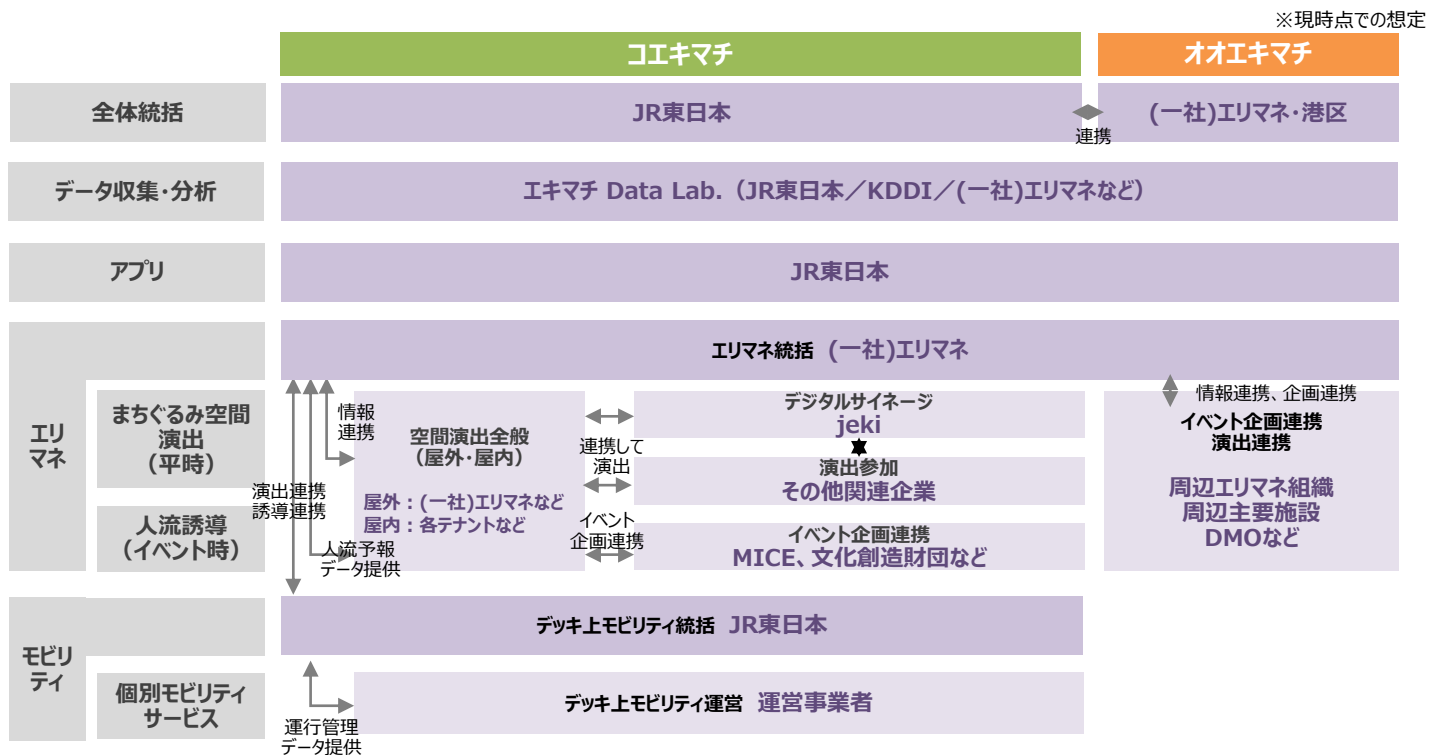 ※現時点での想定
コエキマチ
オオエキマチ
全体統括
JR東日本
連携
(一社)エリマネ・港区
データ収集・分析
エキマチ Data Lab.（JR東日本／KDDI／(一社)エリマネなど）
アプリ
JR東日本
エリ
マネ
エリマネ統括 (一社)エリマネ
まちぐるみ空間
演出
（平時）
人流誘導
（イベント時）
演出連携
誘導連携
情報
連携
人流予報
データ提供
空間演出全般
（屋外・屋内）
屋外：(一社)エリマネなど
屋内：各テナントなど
連携して
演出
イベント
企画連携
デジタルサイネージ
jeki
演出参加
その他関連企業
イベント企画連携
MICE、文化創造財団など
情報連携、企画連携
イベント企画連携
演出連携
周辺エリマネ組織
周辺主要施設
DMOなど
モビリ
ティ
デッキ上モビリティ統括 JR東日本
個別モビリティ
サービス
運行管理
データ提供
デッキ上モビリティ運営 運営事業者